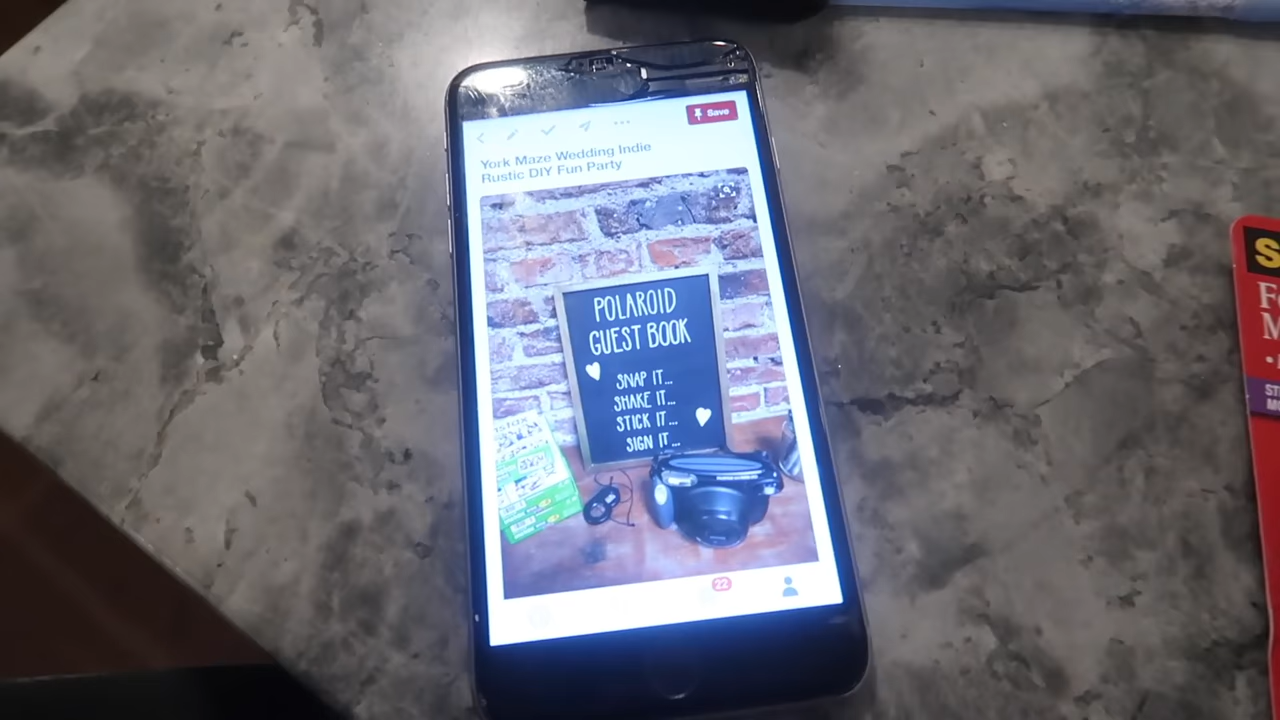 Save
York Maze Wedding Indie
Rustic DIY Fun Party
POLAROID
GUEST BOOK
SNAP IT...
SHAKE IT...
STICK IT...
SIGN IT...
22